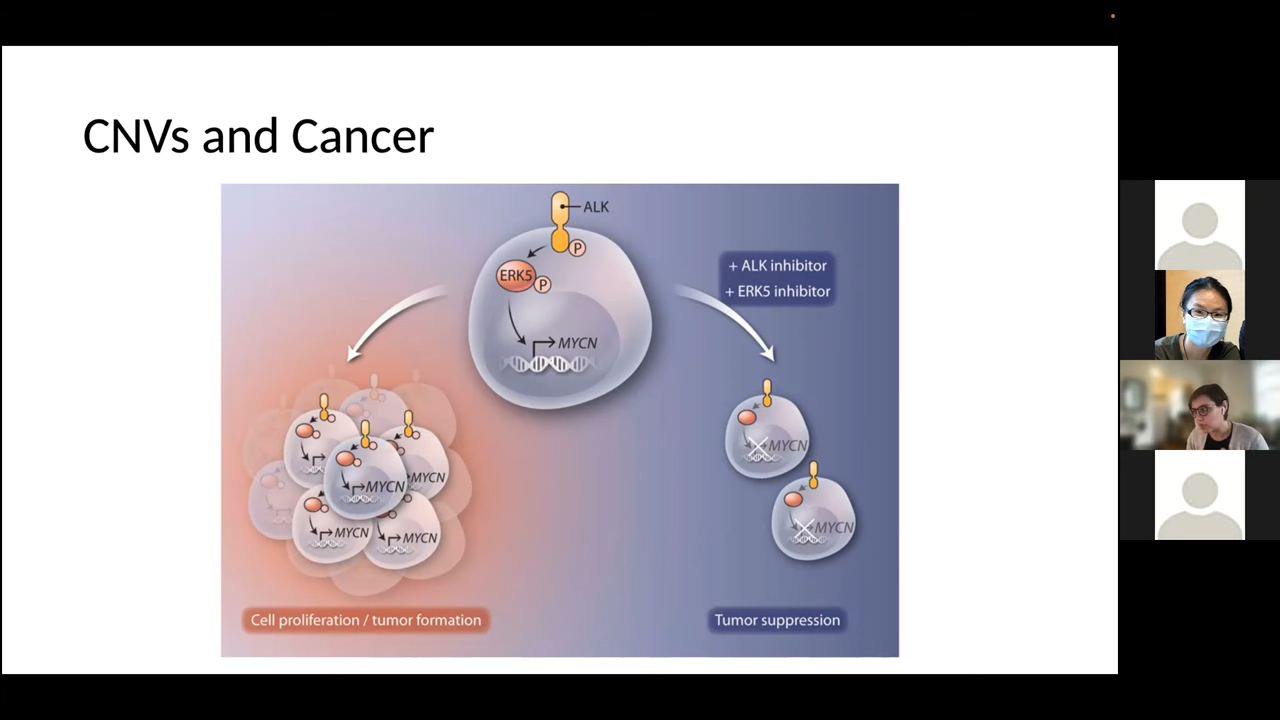 CNVs and Cancer
ALK
P
ERK5
P
MYCN
+ ALK inhibitor
+ ERK5 inhibitor
MYCN
MYCN
MYCN
MYCN
MYCN
MYCN
Cell proliferation / tumor formation
Tumor suppression